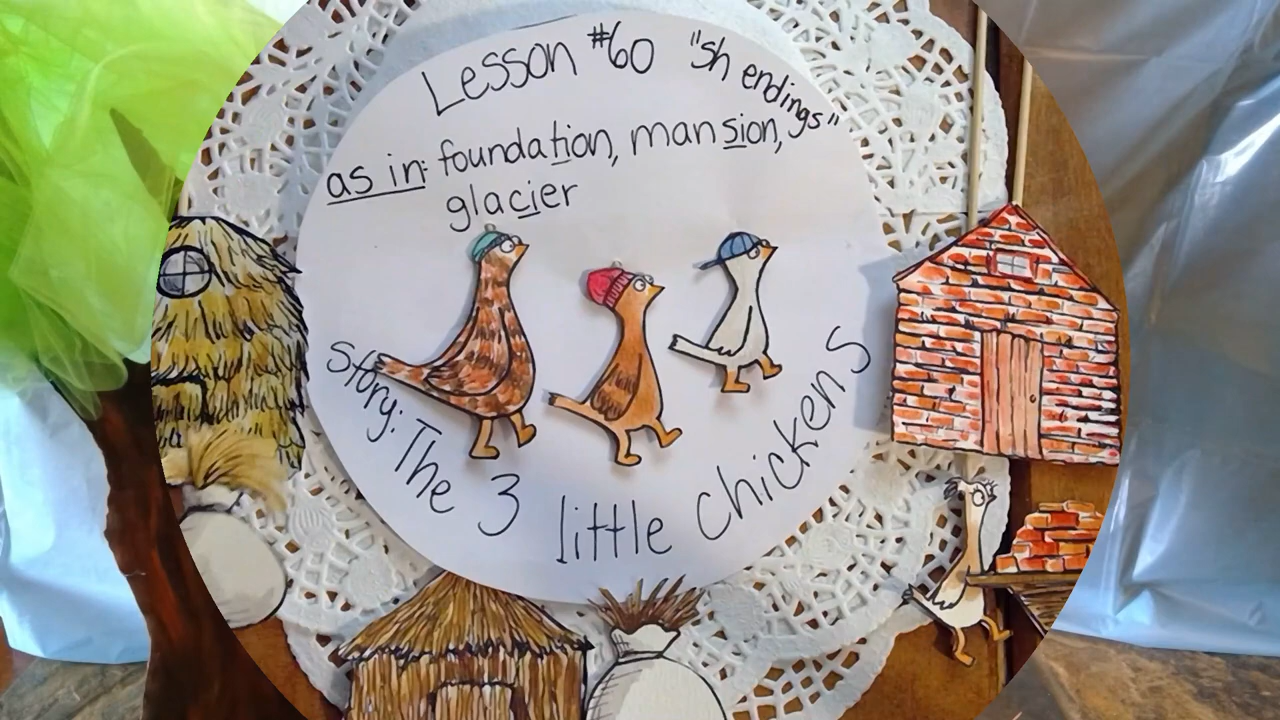 Lesson #60 "sh endings"
as in: foundation, mansion,
glacier
story: The 3 little chickens